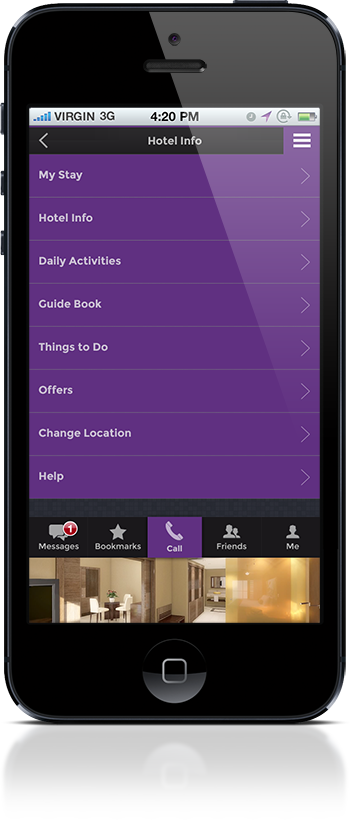 VIRGIN 3G 4:20 PM
Hotel Info
My Stay
Hotel Info
Daily Activities
Guide Book
Things to Do
Offers
Change Location
Help
1
Messages Bookmarks Call Friends Me